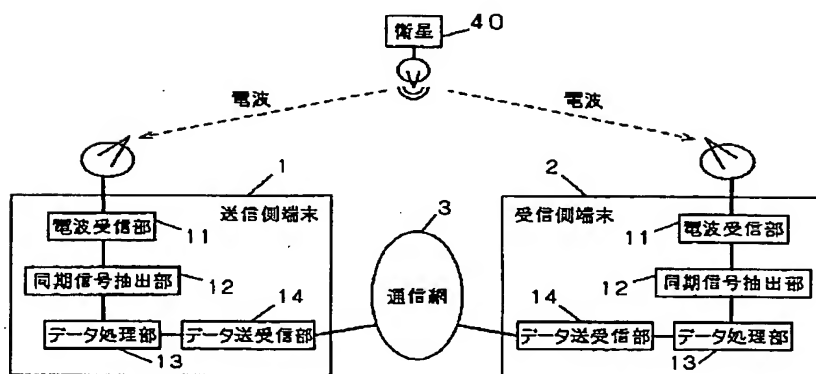 衛星
40
電波
電波
1
送信側端末
電波受信部
11
同期信号抽出部
12
14
データ処理部
データ送受信部
13
3
通信網
2
受信側端末
電波受信部
11
同期信号抽出部
12
14
データ送受信部
データ処理部
13